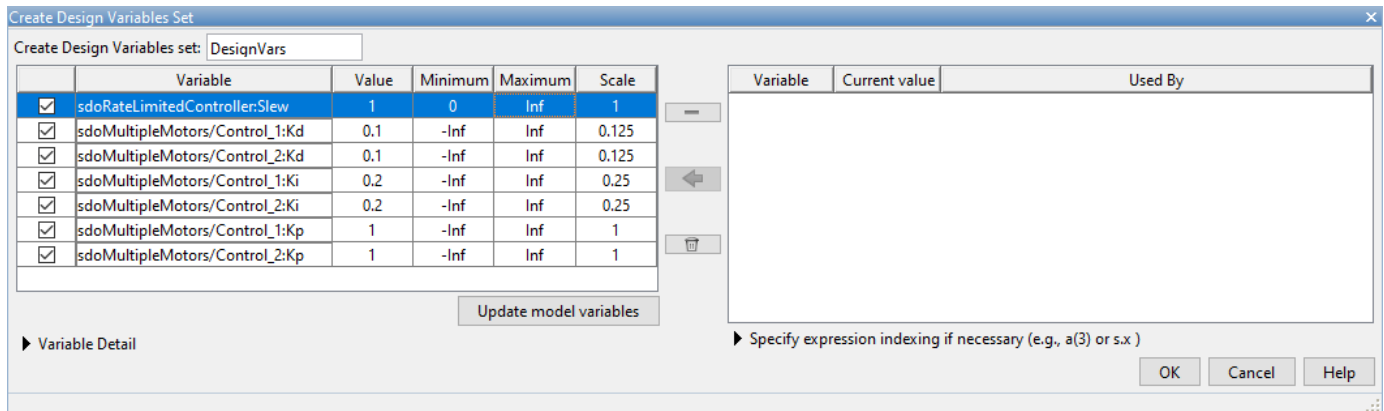 Create Design Variables Set
Create Design Variables set: DesignVars
Variable Value Minimum Maximum Scale
sdoRateLimitedController:Slew 1 0 Inf 1
sdoMultipleMotors/Control_1:Kd 0.1 -Inf Inf 0.125
sdoMultipleMotors/Control_2:Kd 0.1 -Inf Inf 0.125
sdoMultipleMotors/Control_1:Ki 0.2 -Inf Inf 0.25
sdoMultipleMotors/Control_2:Ki 0.2 -Inf Inf 0.25
sdoMultipleMotors/Control_1:Kp 1 -Inf Inf 1
sdoMultipleMotors/Control_2:Kp 1 -Inf Inf 1
Update model variables
Variable Detail
Variable Current value Used By
Specify expression indexing if necessary (e.g., a(3) or s.x )
OK Cancel Help